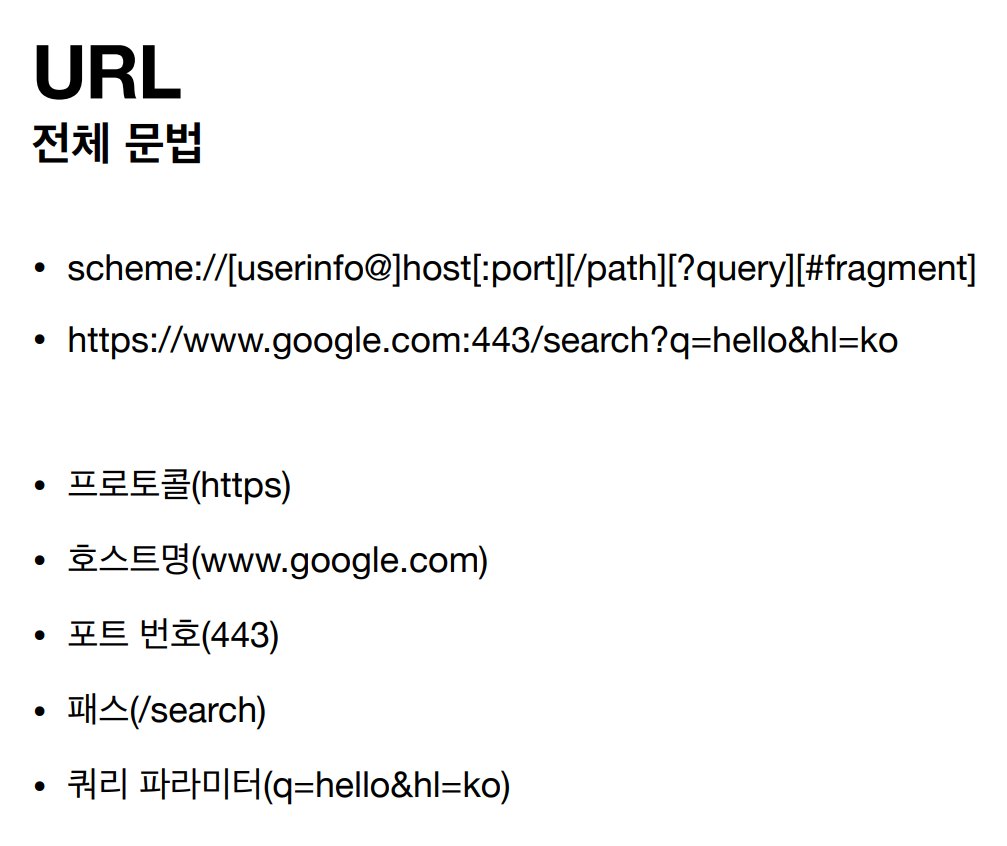 URL
전체 문법
• scheme://[userinfo@]host[:port][/path][?query][#fragment]
• https://www.google.com:443/search?q=hello&hl=ko
• 프로토콜(https)
• 호스트명(www.google.com)
• 포트 번호(443)
• 패스(/search)
• 쿼리 파라미터(q=hello&hl=ko)